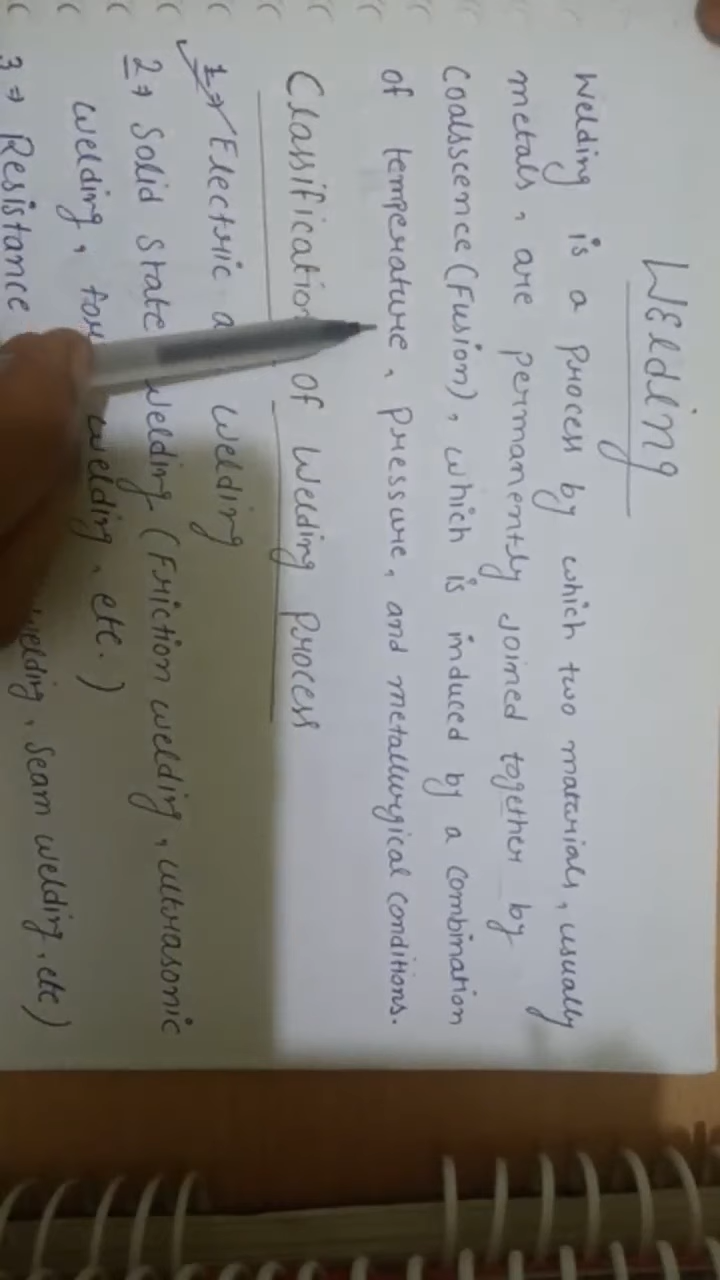 Welding
Welding is a process by which two materials, usually
metals, are permanently joined together by
coalsscence (Fusion), which is induced by a combination
of temperature, pressure, and metallurgical conditions.
Classification of Welding process
1⇒ Electric a welding
2⇒ Solid state welding (Friction welding, ultrasonic
welding, for welding, etc.)
3⇒ Resistance welding, seam welding, etc)